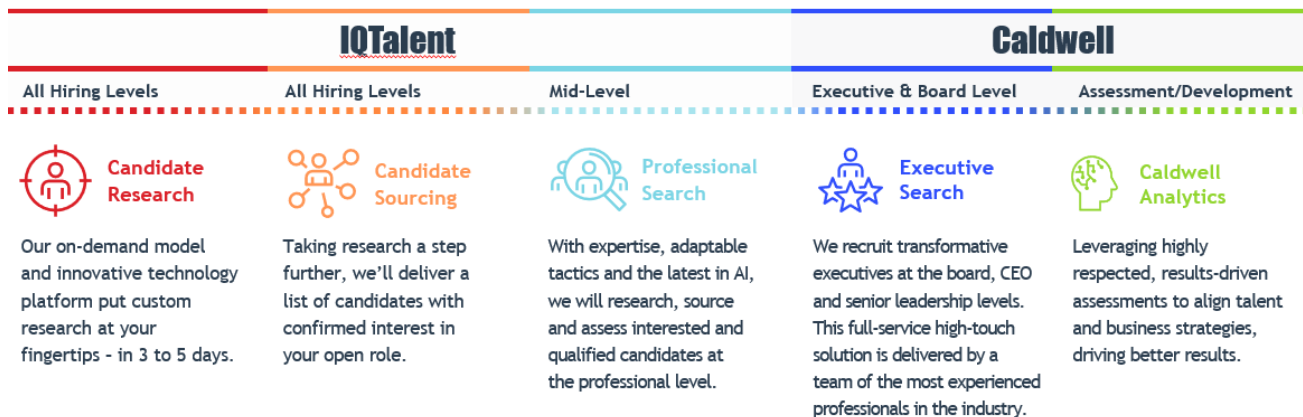 IQTalent
Caldwell
All Hiring Levels
All Hiring Levels
Mid-Level
Executive & Board Level
Assessment/Development
Candidate
Research
Our on-demand model
and innovative technology
platform put custom
research at your
fingertips – in 3 to 5 days.
Candidate
Sourcing
Taking research a step
further, we’ll deliver a
list of candidates with
confirmed interest in
your open role.
Professional
Search
With expertise, adaptable
tactics and the latest in AI,
we will research, source
and assess interested and
qualified candidates at
the professional level.
Executive
Search
We recruit transformative
executives at the board, CEO
and senior leadership levels.
This full-service high-touch
solution is delivered by a
team of the most experienced
professionals in the industry.
Caldwell
Analytics
Leveraging highly
respected, results-driven
assessments to align talent
and business strategies,
driving better results.